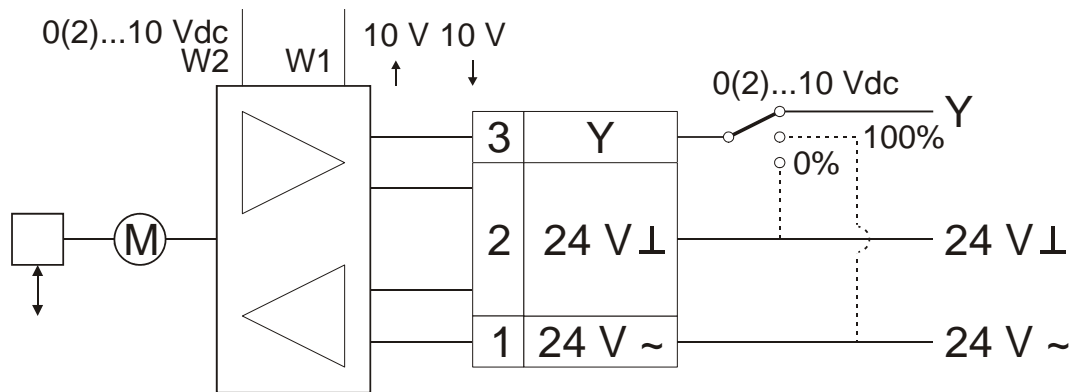 0(2)...10 Vdc
W2
W1
10 V
10 V
0(2)...10 Vdc
3
Y
Y
100%
0%
M
2
24 V ⊥
24 V ⊥
1
24 V ~
24 V ~